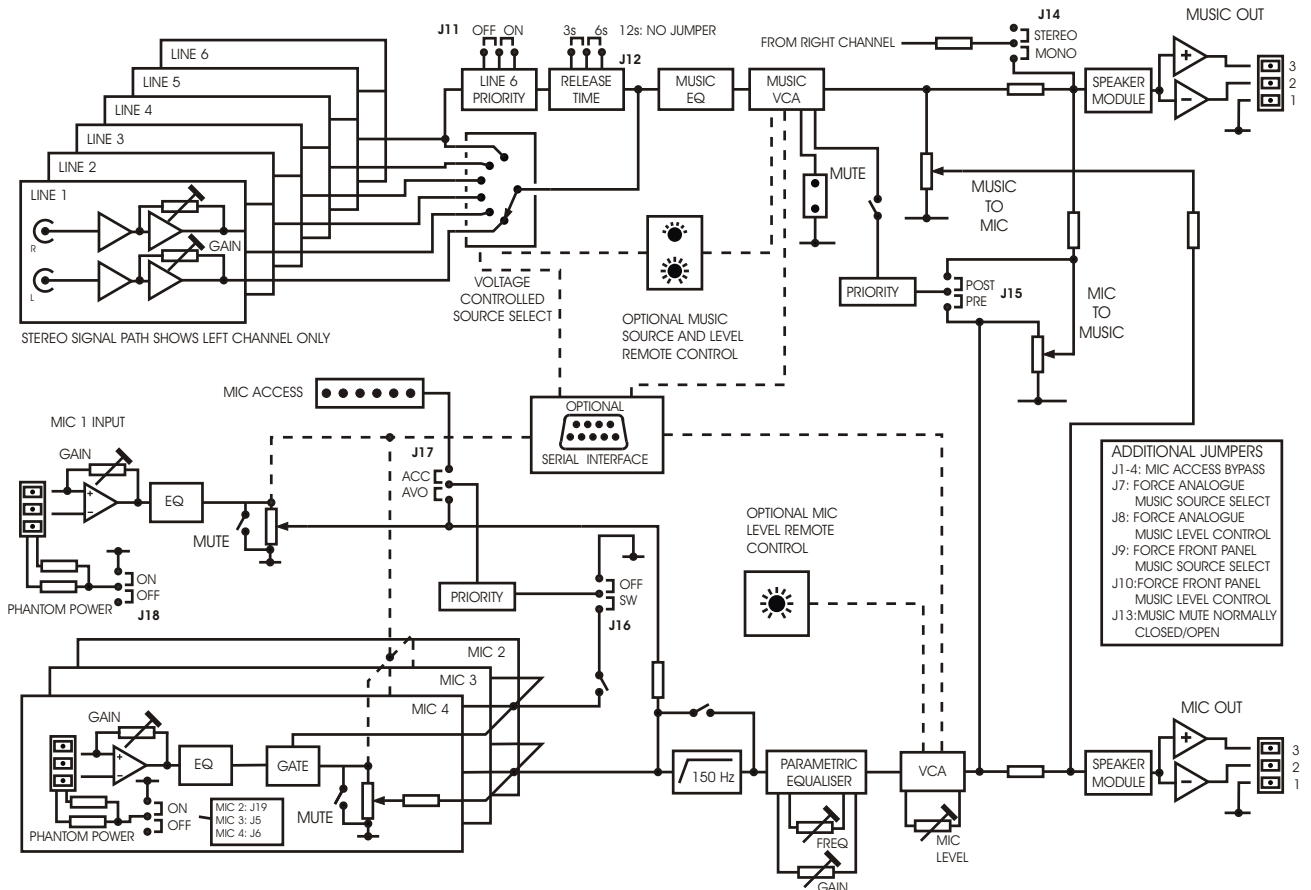 J11
OFF ON
3s 6s 12s: NO JUMPER
J12
LINE 6
LINE 5
LINE 4
LINE 3
LINE 2
LINE 1
R
L
GAIN
STEREO SIGNAL PATH SHOWS LEFT CHANNEL ONLY
LINE 6
PRIORITY
RELEASE
TIME
MUSIC
EQ
MUSIC
VCA
FROM RIGHT CHANNEL
J14
STEREO
MONO
MUSIC OUT
SPEAKER
MODULE
+
−
3
2
1
VOLTAGE
CONTROLLED
SOURCE SELECT
OPTIONAL MUSIC
SOURCE AND LEVEL
REMOTE CONTROL
MUTE
MUSIC
TO
MIC
PRIORITY
POST
PRE
J15
MIC
TO
MUSIC
MIC ACCESS
OPTIONAL
SERIAL INTERFACE
MIC 1 INPUT
GAIN
+
−
EQ
MUTE
J17
ACC
AVO
PHANTOM POWER
ON
OFF
J18
PRIORITY
OFF
SW
J16
OPTIONAL MIC
LEVEL REMOTE
CONTROL
ADDITIONAL JUMPERS
J1-4: MIC ACCESS BYPASS
J7: FORCE ANALOGUE
MUSIC SOURCE SELECT
J8: FORCE ANALOGUE
MUSIC LEVEL CONTROL
J9: FORCE FRONT PANEL
MUSIC SOURCE SELECT
J10:FORCE FRONT PANEL
MUSIC LEVEL CONTROL
J13:MUSIC MUTE NORMALLY
CLOSED/OPEN
MIC 2
MIC 3
MIC 4
GAIN
+
−
EQ
GATE
MUTE
PHANTOM POWER
ON
OFF
MIC 2: J19
MIC 3: J5
MIC 4: J6
150 Hz
PARAMETRIC
EQUALISER
FREQ
GAIN
VCA
MIC
LEVEL
MIC OUT
SPEAKER
MODULE
+
−
3
2
1